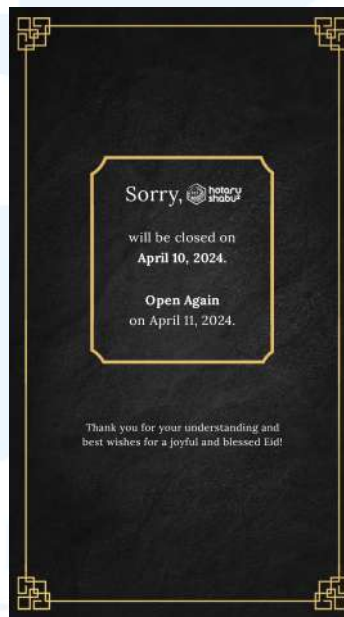 Sorry, hotaru shabu²
will be closed on
April 10, 2024.
Open Again
on April 11, 2024.
Thank you for your understanding and
best wishes for a joyful and blessed Eid!